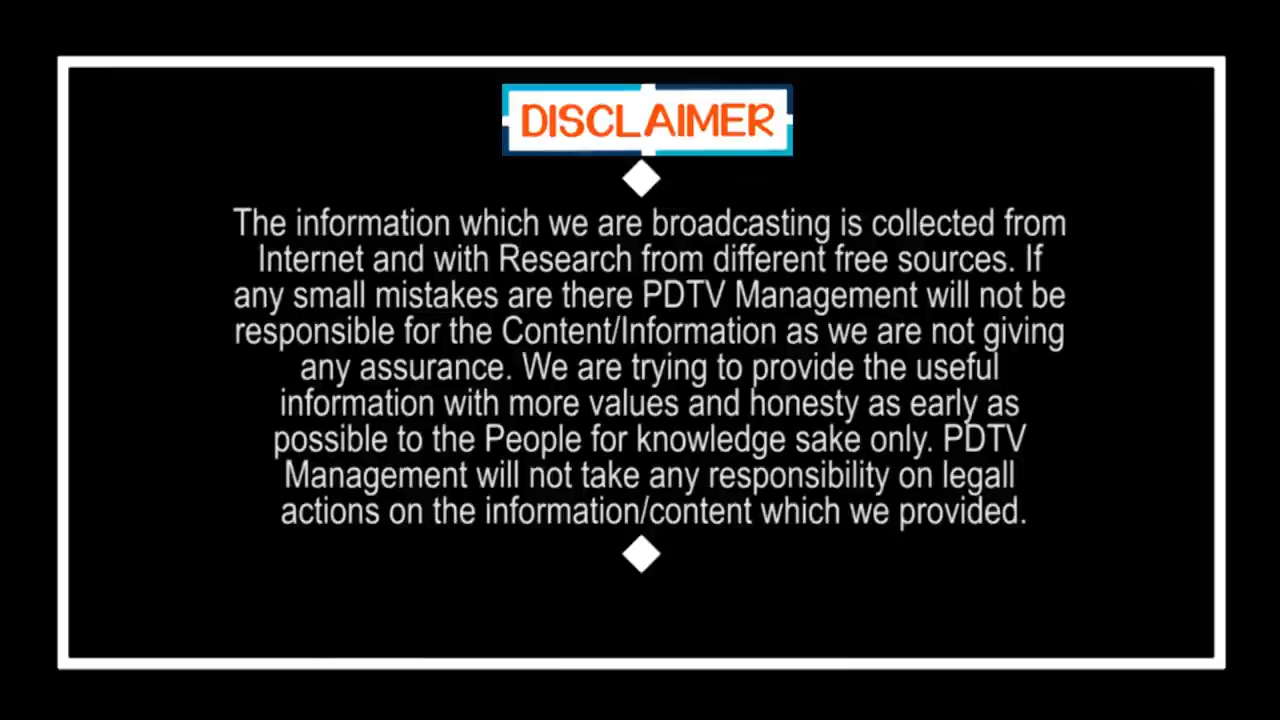 DISCLAIMER
The information which we are broadcasting is collected from
Internet and with Research from different free sources. If
any small mistakes are there PDTV Management will not be
responsible for the Content/Information as we are not giving
any assurance. We are trying to provide the useful
information with more values and honesty as early as
possible to the People for knowledge sake only. PDTV
Management will not take any responsibility on legall
actions on the information/content which we provided.